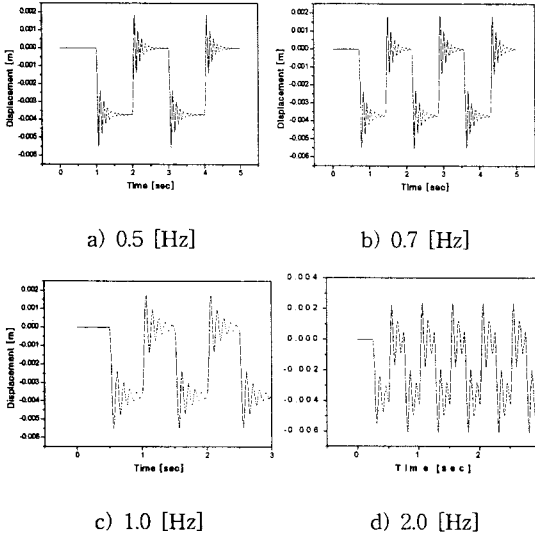 0.002
0.001
0.000
-0.001
-0.002
-0.003
-0.004
-0.005
-0.006
Displacement [m]
0 1 2 3 4 5
Time [sec]
a) 0.5 [Hz]
0.002
0.001
0.000
-0.001
-0.002
-0.003
-0.004
-0.005
-0.006
Displacement [m]
0 1 2 3 4 5
Time [sec]
b) 0.7 [Hz]
0.002
0.001
0.000
-0.001
-0.002
-0.003
-0.004
-0.005
-0.006
Displacement [m]
0 1 2 3
Time [sec]
c) 1.0 [Hz]
0.004
0.002
0.000
-0.002
-0.004
-0.006
0 2
Time [sec]
d) 2.0 [Hz]